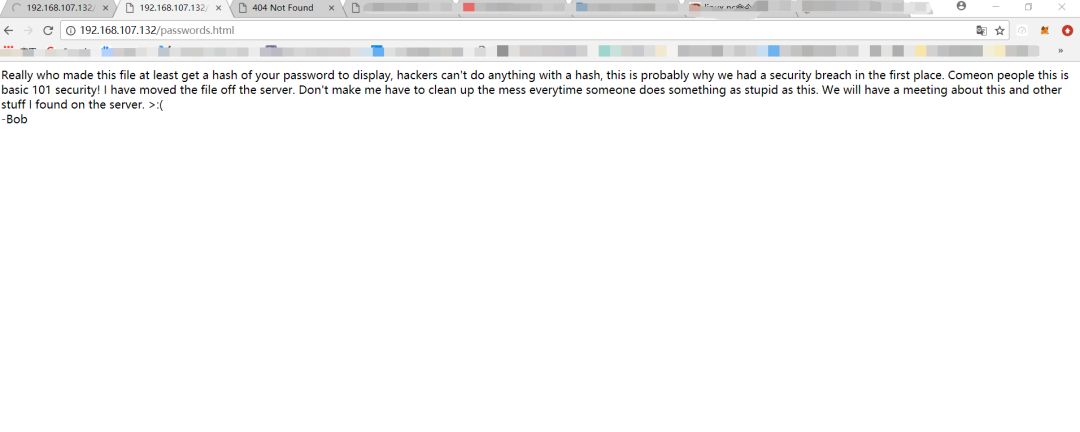 192.168.107.132/
192.168.107.132/
404 Not Found
192.168.107.132/passwords.html
Really who made this file at least get a hash of your password to display, hackers can't do anything with a hash, this is probably why we had a security breach in the first place. Comeon people this is
basic 101 security! I have moved the file off the server. Don't make me have to clean up the mess everytime someone does something as stupid as this. We will have a meeting about this and other
stuff I found on the server. >:(
-Bob